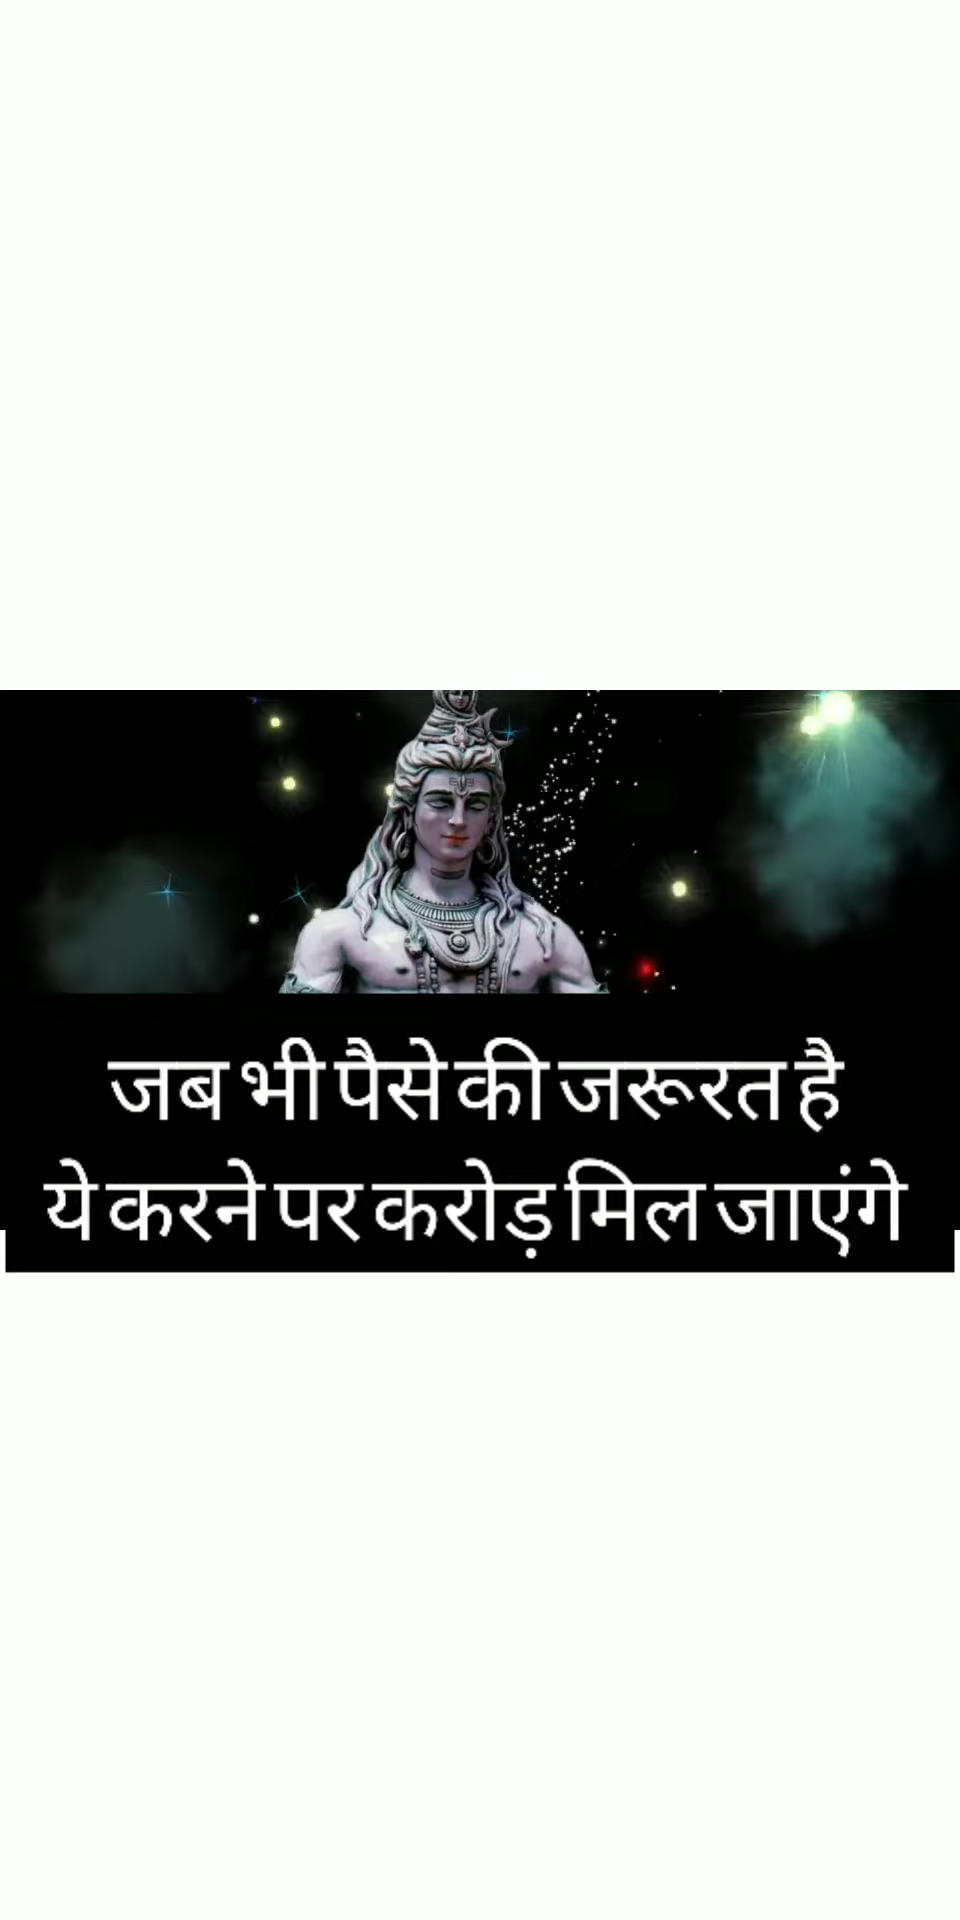 जब भी पैसे की जरूरत है
ये करने पर करोड़ मिल जाएंगे